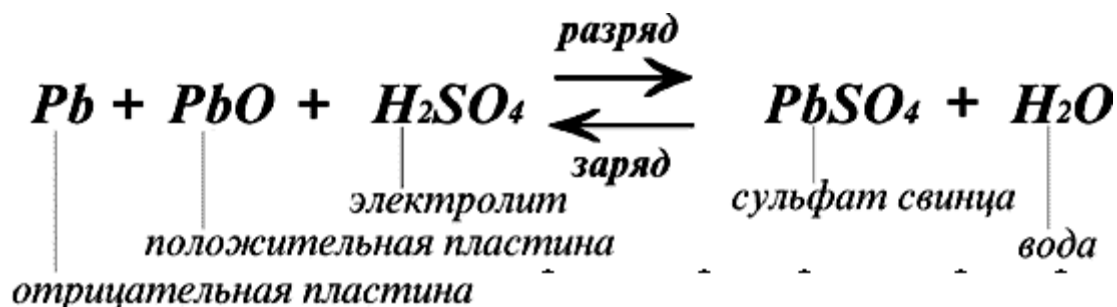 разряд
Pb + PbO + H₂SO₄ PbSO₄ + H₂O
заряд
электролит
сульфат свинца
положительная пластина
вода
отрицательная пластина